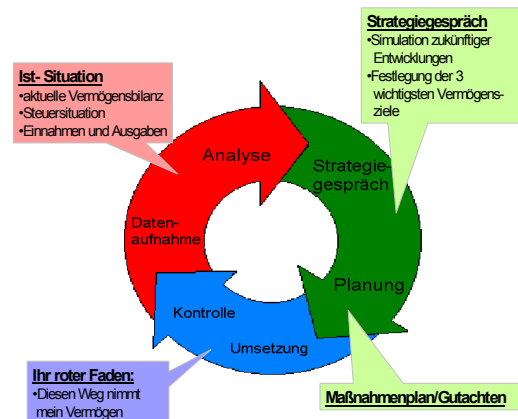 Strategiegespräch
•Simulation zukünftiger
Entwicklungen
•Festlegung der 3
wichtigsten Vermögens-
ziele
Ist- Situation
•aktuelle Vermögensbilanz
•Steuersituation
•Einnahmen und Ausgaben
Analyse
Strategie-
gespräch
Daten-
aufnahme
Planung
Kontrolle
Umsetzung
Ihr roter Faden:
•Diesen Weg nimmt
mein Vermögen
Maßnahmenplan/Gutachten